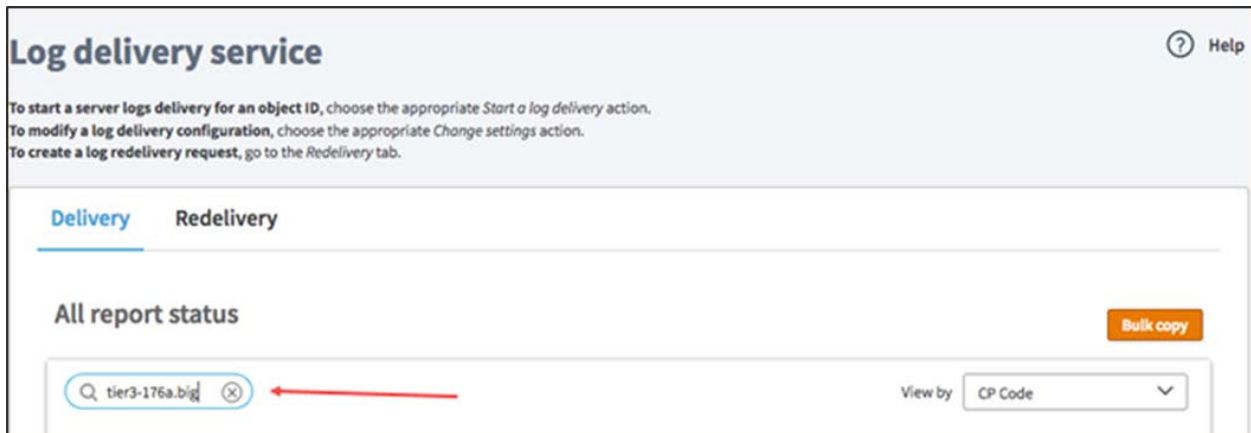 Log delivery service
Help
To start a server logs delivery for an object ID, choose the appropriate Start a log delivery action.
To modify a log delivery configuration, choose the appropriate Change settings action.
To create a log redelivery request, go to the Redelivery tab.
Delivery Redelivery
All report status
Bulk copy
tier3-176a.big
View by CP Code